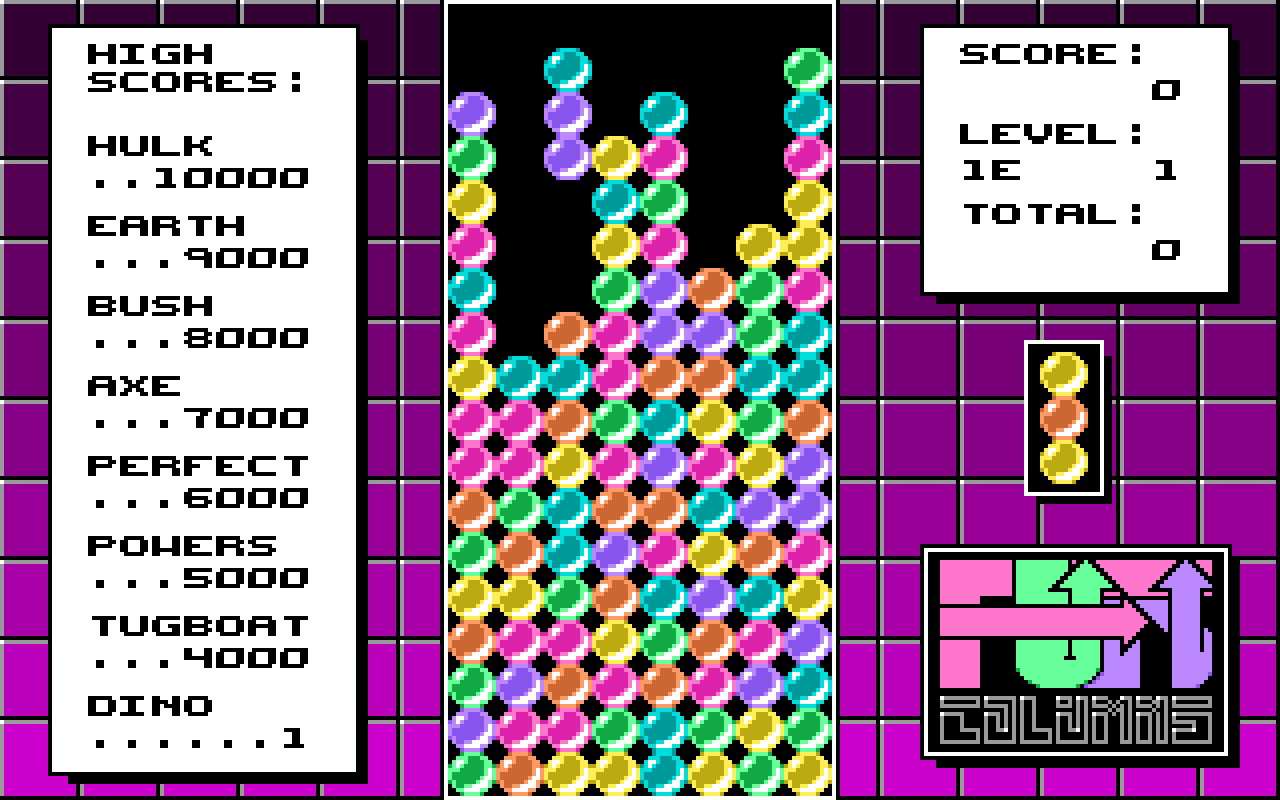 HIGH
SCORES:
HULK
..10000
EARTH
...9000
BUSH
...8000
AXE
...7000
PERFECT
...6000
POWERS
...5000
TUGBOAT
...4000
DINO
......1
SCORE:
0
LEVEL:
1E 1
TOTAL:
0
COLUMNS